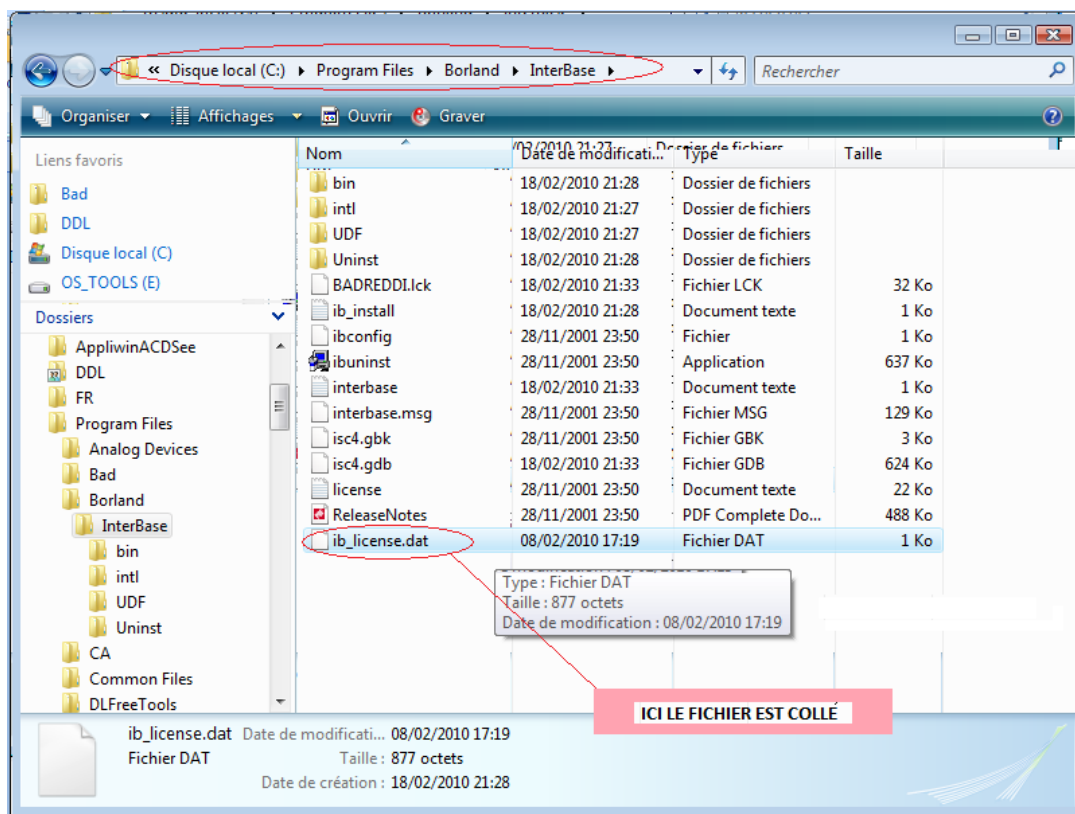 « Disque local (C:) ▸ Program Files ▸ Borland ▸ InterBase ▸ Rechercher
Organiser Affichages Ouvrir Graver
Liens favoris
Bad
DDL
Disque local (C)
OS_TOOLS (E)
Dossiers
AppliwinACDSee
DDL
FR
Program Files
Analog Devices
Bad
Borland
InterBase
bin
intl
UDF
Uninst
CA
Common Files
DLFreeTools
Nom Date de modificati... Type Taille
bin 18/02/2010 21:28 Dossier de fichiers
intl 18/02/2010 21:27 Dossier de fichiers
UDF 18/02/2010 21:27 Dossier de fichiers
Uninst 18/02/2010 21:28 Dossier de fichiers
BADREDDI.lck 18/02/2010 21:33 Fichier LCK 32 Ko
ib_install 18/02/2010 21:28 Document texte 1 Ko
ibconfig 28/11/2001 23:50 Fichier 1 Ko
ibuninst 28/11/2001 23:50 Application 637 Ko
interbase 18/02/2010 21:33 Document texte 1 Ko
interbase.msg 28/11/2001 23:50 Fichier MSG 129 Ko
isc4.gbk 28/11/2001 23:50 Fichier GBK 3 Ko
isc4.gdb 18/02/2010 21:33 Fichier GDB 624 Ko
license 28/11/2001 23:50 Document texte 22 Ko
ReleaseNotes 28/11/2001 23:50 PDF Complete Do... 488 Ko
ib_license.dat 08/02/2010 17:19 Fichier DAT 1 Ko
Type : Fichier DAT
Taille : 877 octets
Date de modification : 08/02/2010 17:19
ICI LE FICHIER EST COLLÉ
ib_license.dat Date de modificati... 08/02/2010 17:19
Fichier DAT Taille : 877 octets
Date de création : 18/02/2010 21:28